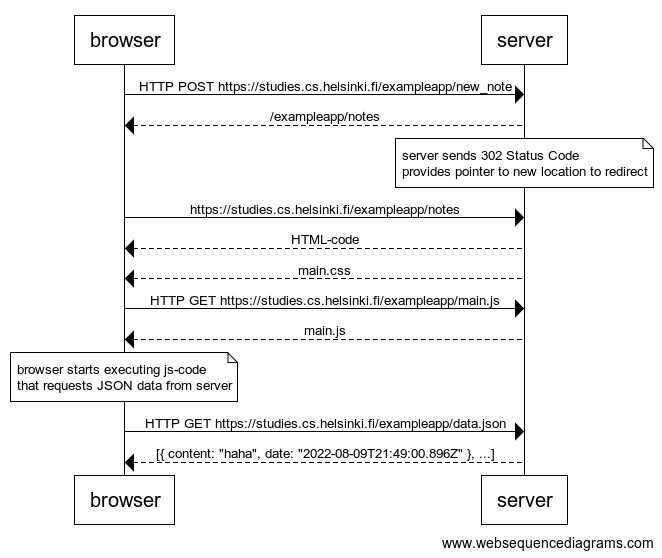 browser
server
HTTP POST https://studies.cs.helsinki.fi/exampleapp/new_note
/exampleapp/notes
server sends 302 Status Code
provides pointer to new location to redirect
https://studies.cs.helsinki.fi/exampleapp/notes
HTML-code
main.css
HTTP GET https://studies.cs.helsinki.fi/exampleapp/main.js
main.js
browser starts executing js-code
that requests JSON data from server
HTTP GET https://studies.cs.helsinki.fi/exampleapp/data.json
[{ content: "haha", date: "2022-08-09T21:49:00.896Z" }, ...]
browser
server
www.websequencediagrams.com